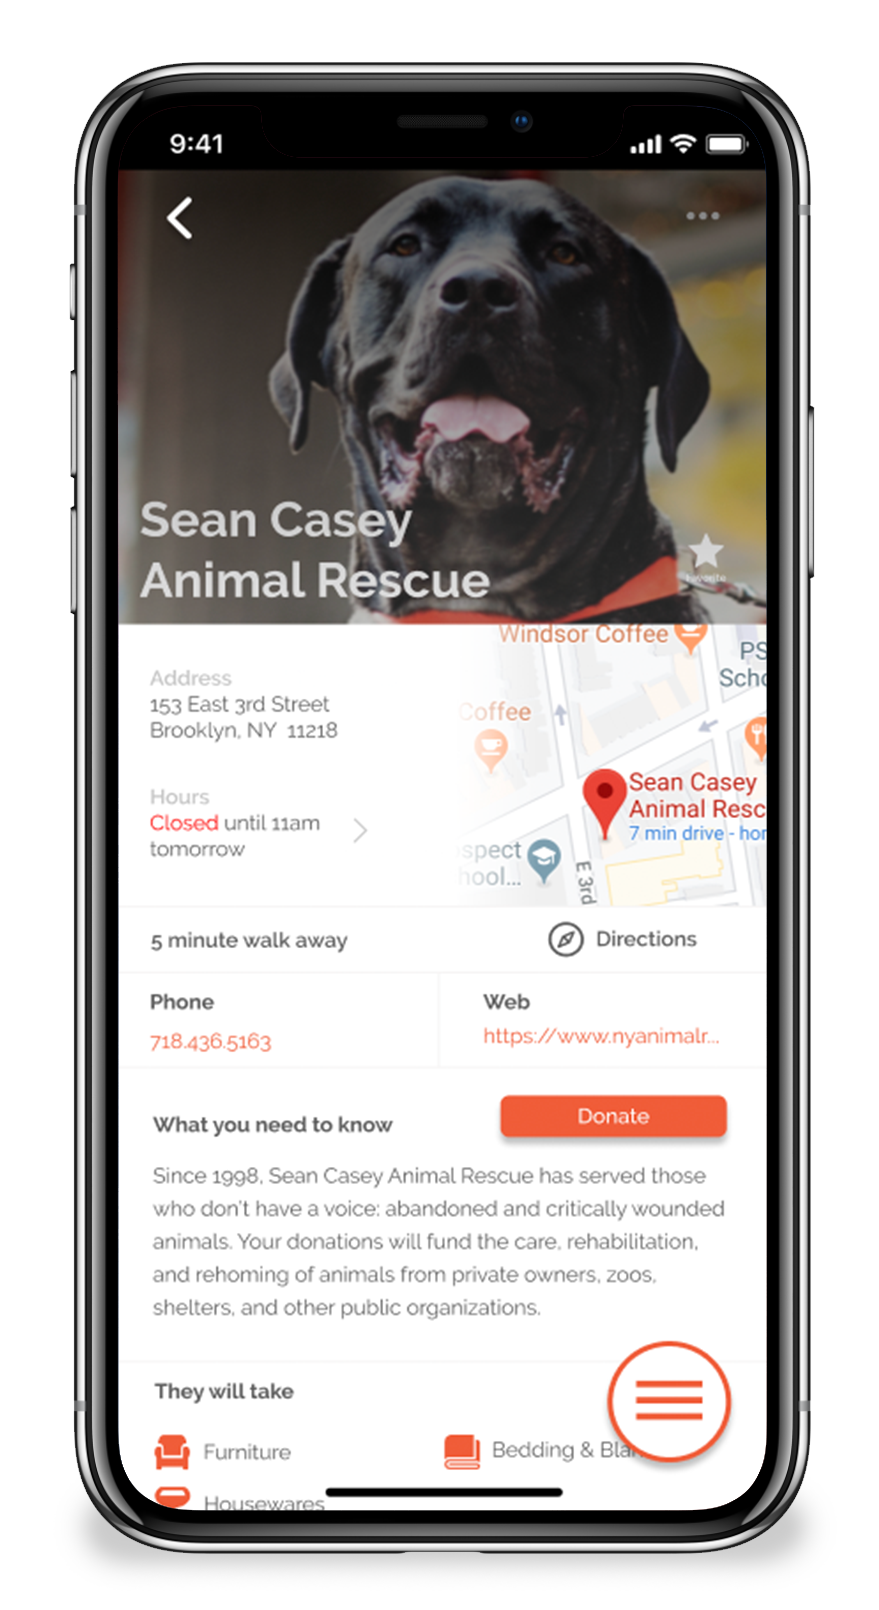 9:41
Sean Casey
Animal Rescue
Favorite
Windsor Coffee
PS
Scho
Coffee
Address
153 East 3rd Street
Brooklyn, NY 11218
Sean Casey
Animal Resc
7 min drive - hom
Hours
Closed until 11am
tomorrow
spect
hool...
E 3rd
5 minute walk away
Directions
Phone
718.436.5163
Web
https://www.nyanimalr...
What you need to know
Donate
Since 1998, Sean Casey Animal Rescue has served those
who don't have a voice: abandoned and critically wounded
animals. Your donations will fund the care, rehabilitation,
and rehoming of animals from private owners, zoos,
shelters, and other public organizations.
They will take
Furniture
Bedding & Bla
Housewares